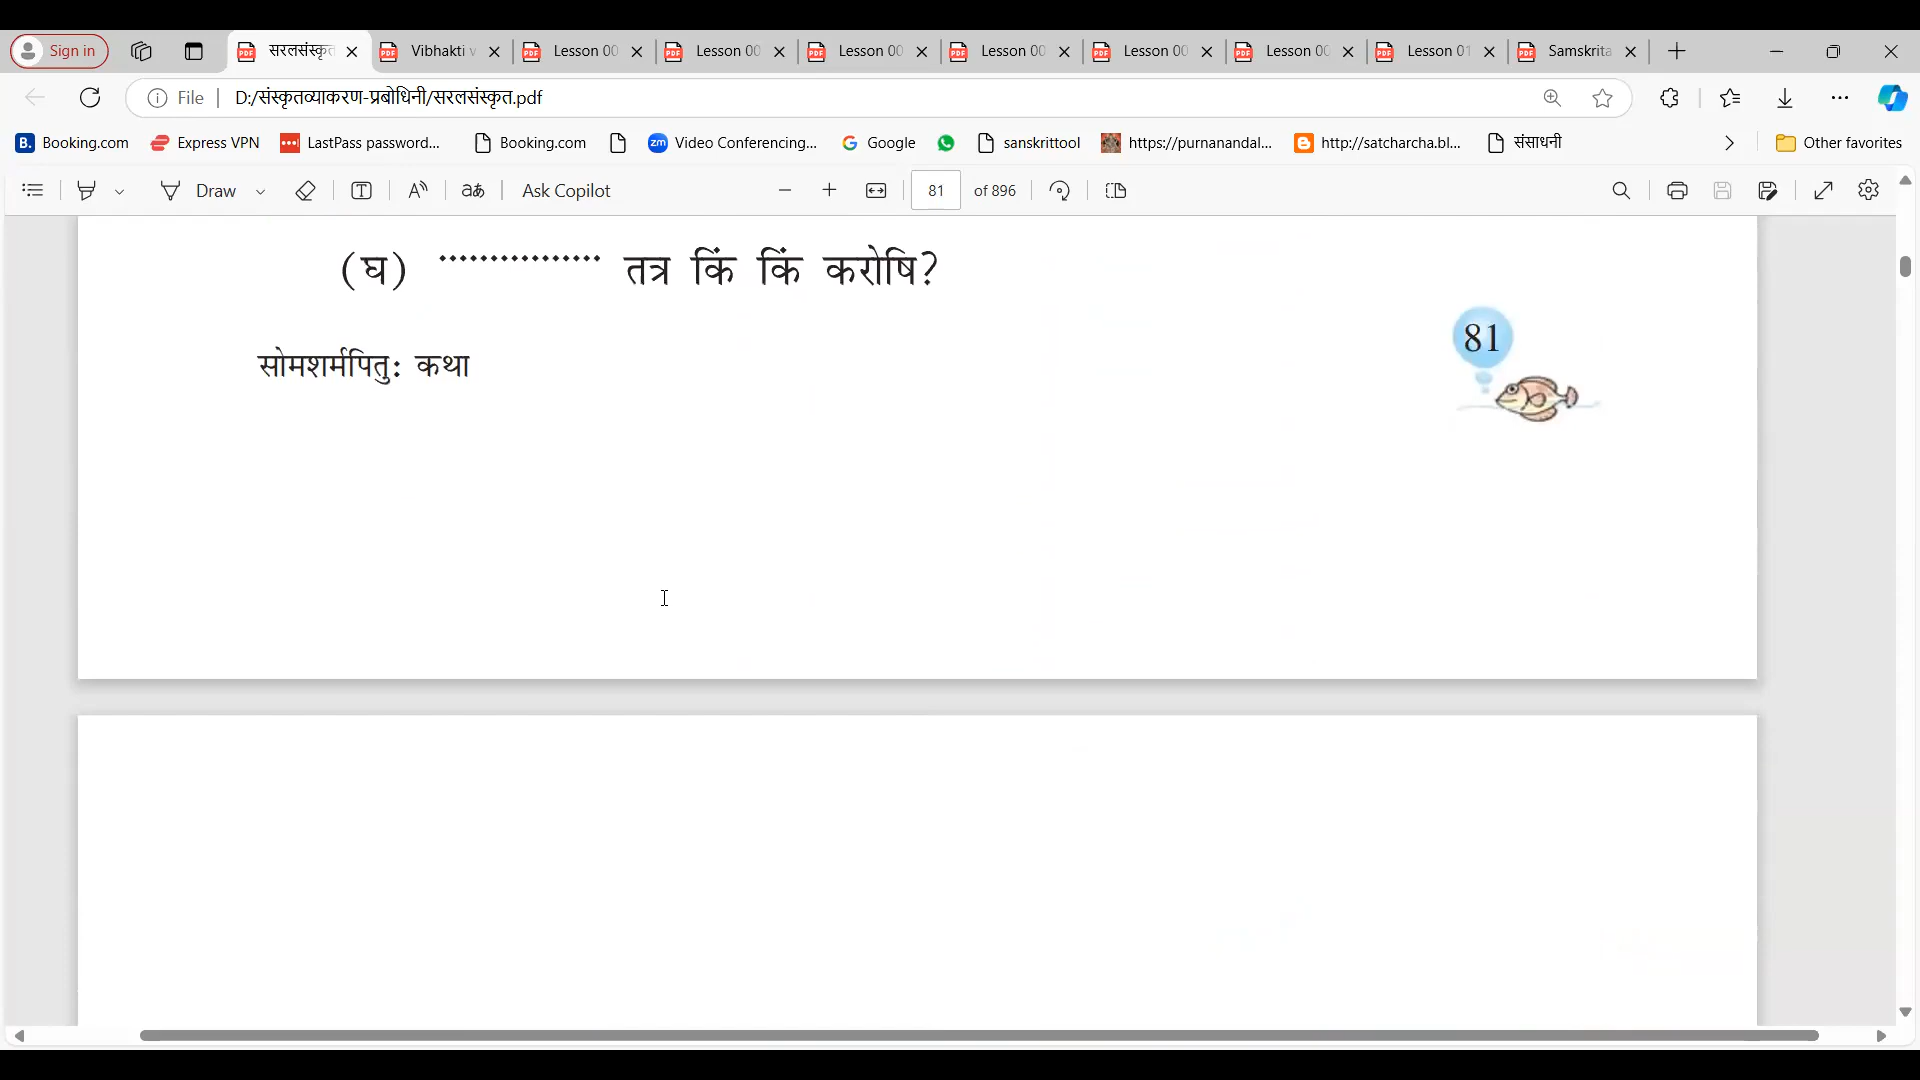 Sign in
सरलसंस्कृत
Vibhakti v
Lesson 00
Lesson 00
Lesson 00
Lesson 00
Lesson 00
Lesson 00
Lesson 01
Samskrita
File
D:/संस्कृतव्याकरण-प्रबोधिनी/सरलसंस्कृत.pdf
Booking.com
Express VPN
LastPass password...
Booking.com
zm Video Conferencing...
Google
sanskrittool
https://purnanandal...
http://satcharcha.bl...
संसाधनी
Other favorites
Draw
Ask Copilot
81
of 896
(घ) ................ तत्र किं किं करोषि?
81
सोमशर्मपितुः कथा